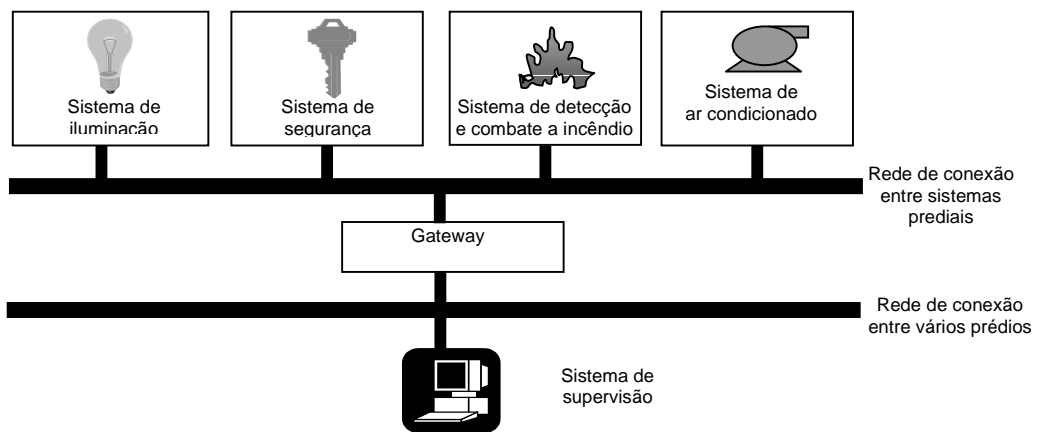 Sistema de
iluminação
Sistema de
segurança
Sistema de detecção
e combate a incêndio
Sistema de
ar condicionado
Rede de conexão
entre sistemas
prediais
Gateway
Rede de conexão
entre vários prédios
Sistema de
supervisão